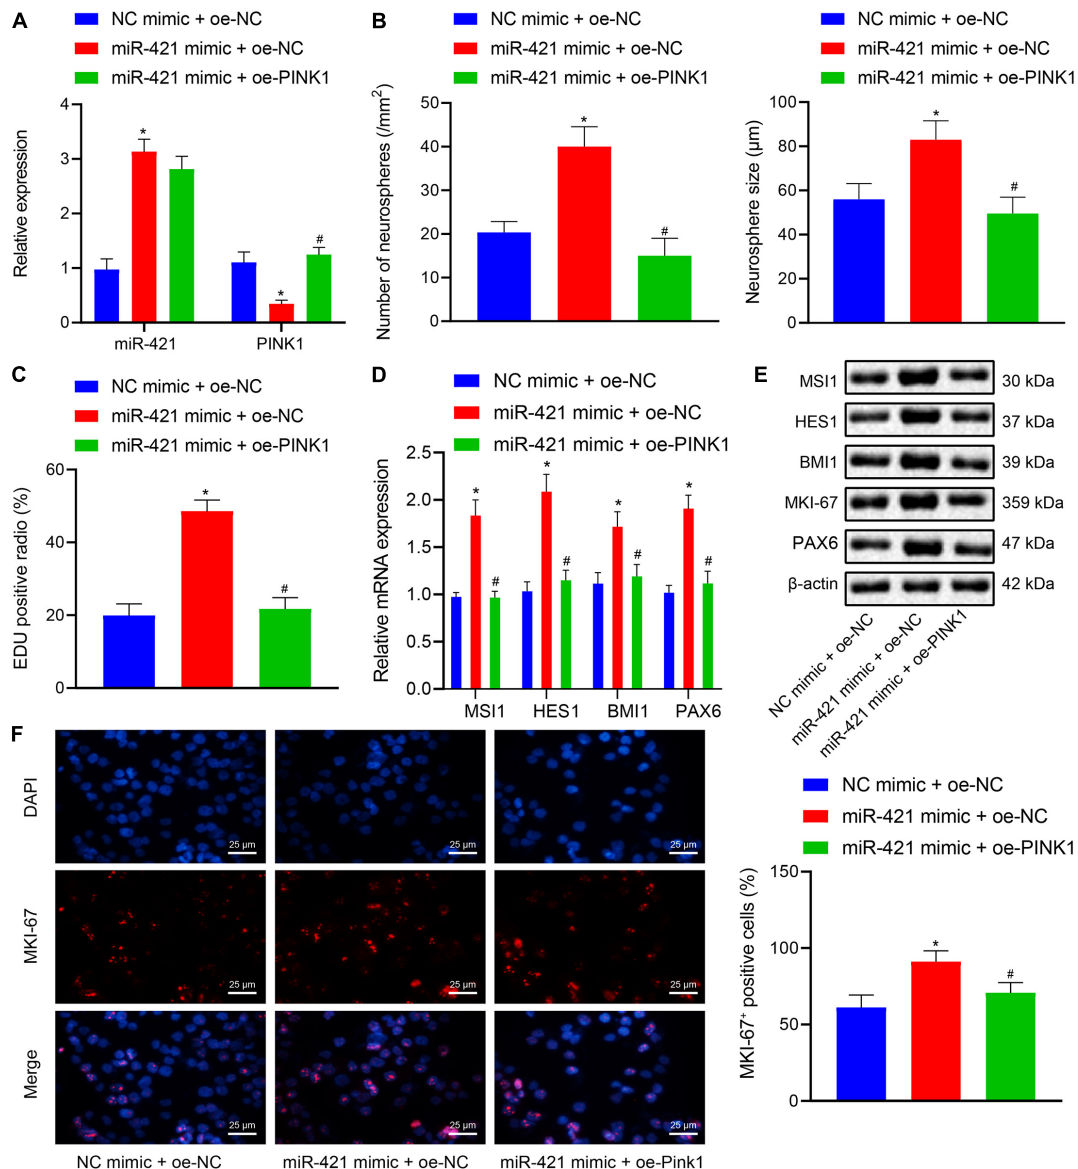 A
NC mimic + oe-NC
miR-421 mimic + oe-NC
miR-421 mimic + oe-PINK1
Relative expression
4
3
2
1
0
*
*
#
miR-421
PINK1
B
NC mimic + oe-NC
miR-421 mimic + oe-NC
miR-421 mimic + oe-PINK1
Number of neurospheres (/mm²)
50
40
30
20
10
0
*
#
NC mimic + oe-NC
miR-421 mimic + oe-NC
miR-421 mimic + oe-PINK1
Neurosphere size (μm)
100
80
60
40
20
0
*
#
C
NC mimic + oe-NC
miR-421 mimic + oe-NC
miR-421 mimic + oe-PINK1
EDU positive radio (%)
60
40
20
0
*
#
D
NC mimic + oe-NC
miR-421 mimic + oe-NC
miR-421 mimic + oe-PINK1
Relative mRNA expression
2.5
2.0
1.5
1.0
0.5
0.0
*
#
*
#
*
#
*
#
MSI1
HES1
BMI1
PAX6
E
MSI1 30 kDa
HES1 37 kDa
BMI1 39 kDa
MKI-67 359 kDa
PAX6 47 kDa
β-actin 42 kDa
NC mimic + oe-NC
miR-421 mimic + oe-NC
miR-421 mimic + oe-PINK1
F
DAPI
25 μm
25 μm
25 μm
MKI-67
25 μm
25 μm
25 μm
Merge
25 μm
25 μm
25 μm
NC mimic + oe-NC
miR-421 mimic + oe-NC
miR-421 mimic + oe-Pink1
NC mimic + oe-NC
miR-421 mimic + oe-NC
miR-421 mimic + oe-PINK1
MKI-67⁺ positive cells (%)
150
100
50
0
*
#